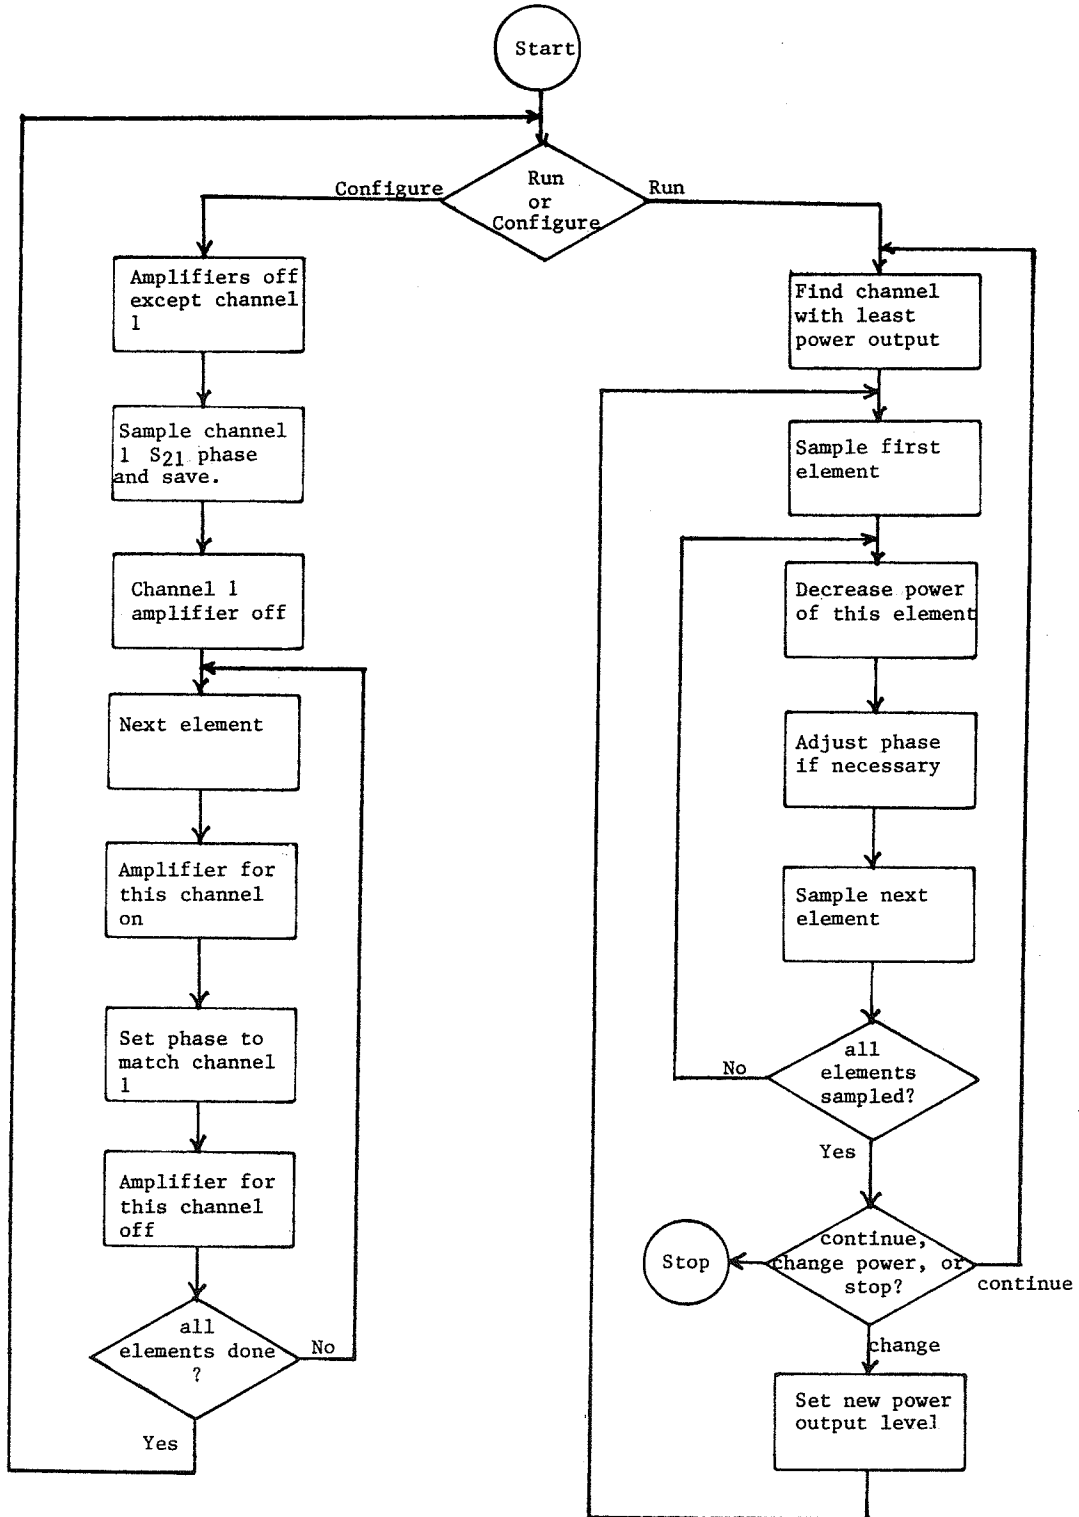 Start
Run
or
Configure
Configure
Run
Amplifiers off
except channel
1
Sample channel
1 S21 phase
and save.
Channel 1
amplifier off
Next element
Amplifier for
this channel
on
Set phase to
match channel
1
Amplifier for
this channel
off
all
elements done
?
No
Yes
Find channel
with least
power output
Sample first
element
Decrease power
of this element
Adjust phase
if necessary
Sample next
element
all
elements
sampled?
No
Yes
continue,
change power, or
stop?
Stop
continue
change
Set new power
output level